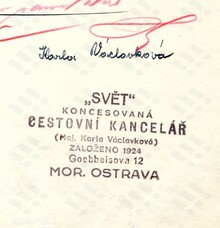 Karla Václavková
„SVĚT"
KONCESOVANÁ
CESTOVNÍ KANCELÁŘ
(Maj. Karla Václavková)
ZALOŽENO 1924
Goebbelsova 12
MOR. OSTRAVA